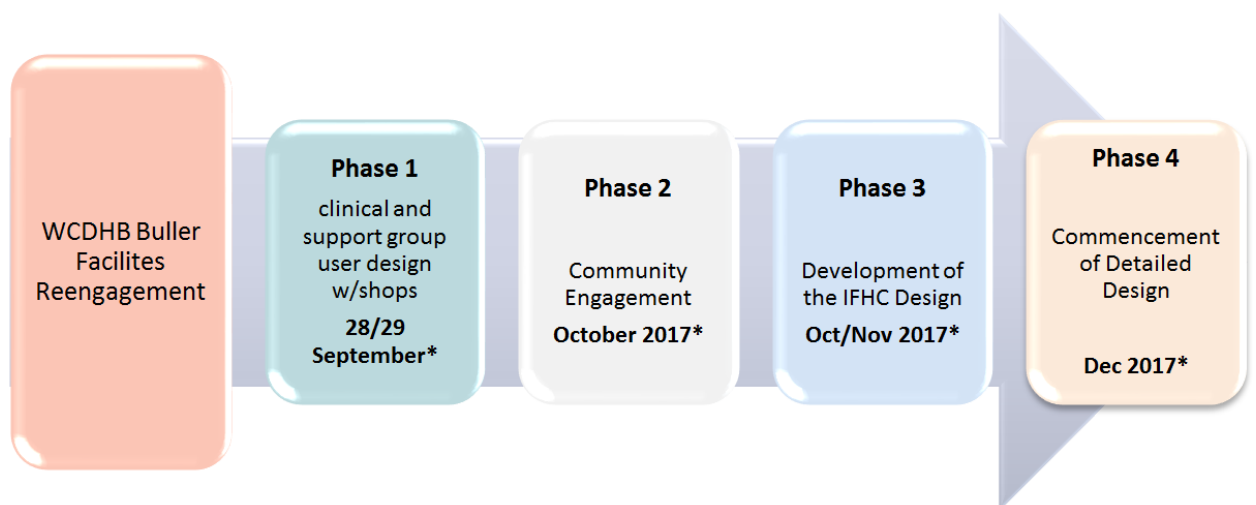 WCDHB Buller
Facilites
Reengagement
Phase 1
clinical and
support group
user design
w/shops
28/29
September*
Phase 2
Community
Engagement
October 2017*
Phase 3
Development of
the IFHC Design
Oct/Nov 2017*
Phase 4
Commencement
of Detailed
Design
Dec 2017*